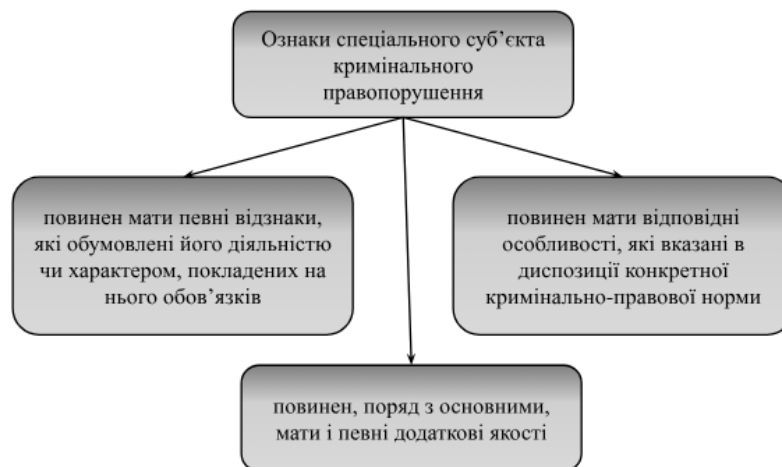 Ознаки спеціального суб’єкта
кримінального
правопорушення
повинен мати певні відзнаки,
які обумовлені його діяльністю
чи характером, покладених на
нього обов’язків
повинен мати відповідні
особливості, які вказані в
диспозиції конкретної
кримінально-правової норми
повинен, поряд з основними,
мати і певні додаткові якості